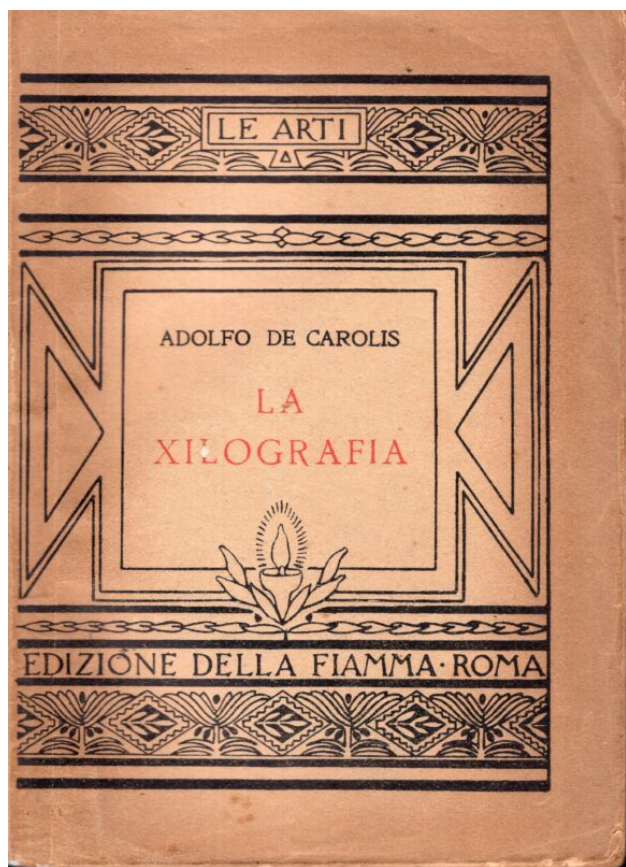 LE ARTI
ADOLFO DE CAROLIS
LA
XILOGRAFIA
EDIZIONE DELLA FIAMMA · ROMA